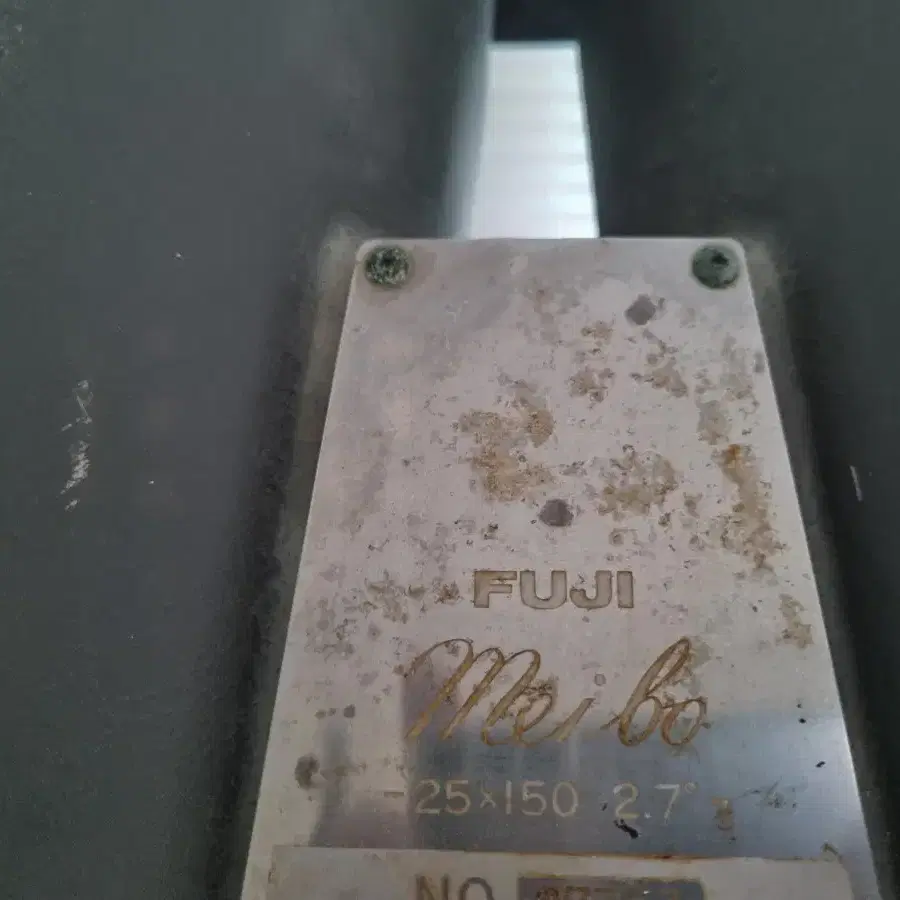 FUJI
Meibo
25×150 2.7°
NO